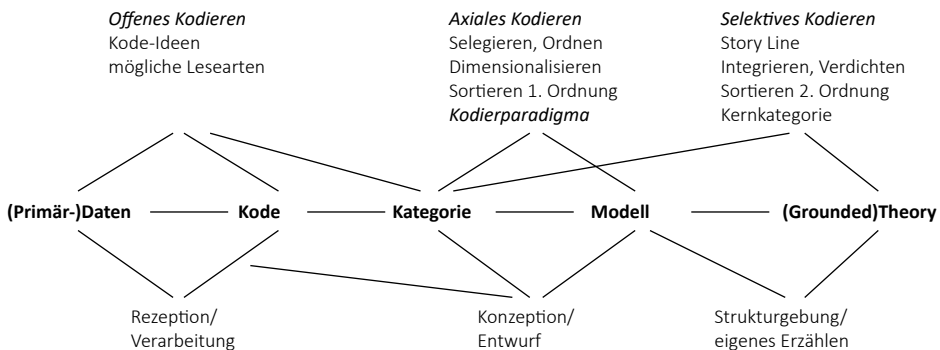 Offenes Kodieren
Kode-Ideen
mögliche Lesearten
Axiales Kodieren
Selegieren, Ordnen
Dimensionalisieren
Sortieren 1. Ordnung
Kodierparadigma
Selektives Kodieren
Story Line
Integrieren, Verdichten
Sortieren 2. Ordnung
Kernkategorie
(Primär-)Daten
Kode
Kategorie
Modell
(Grounded)Theory
Rezeption/
Verarbeitung
Konzeption/
Entwurf
Strukturgebung/
eigenes Erzählen